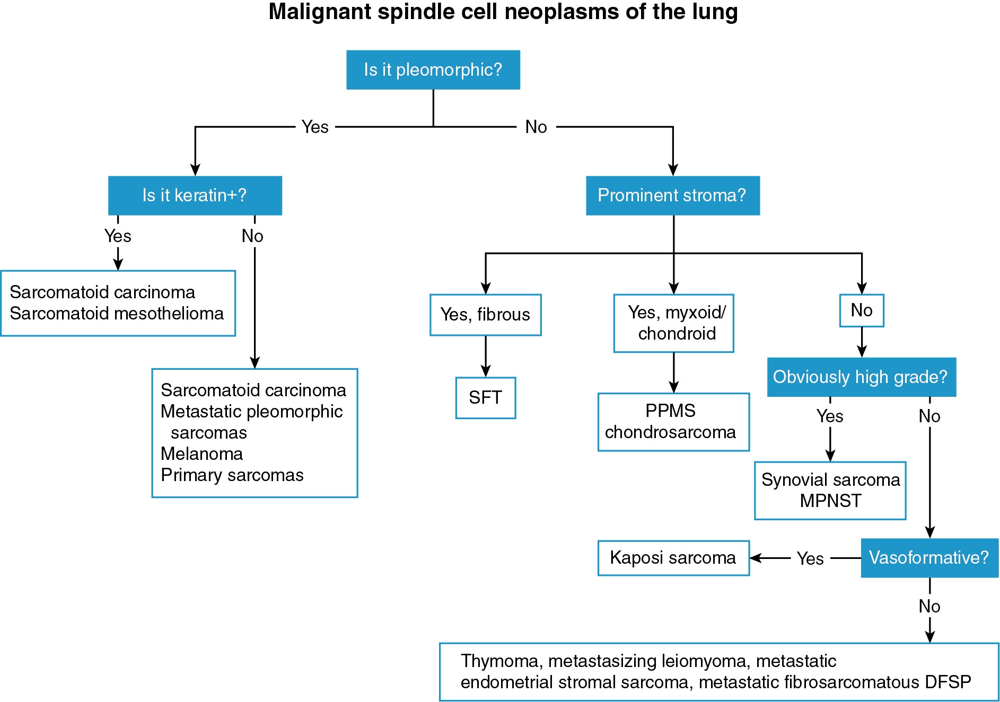 Malignant spindle cell neoplasms of the lung
Is it pleomorphic?
Yes
No
Is it keratin+?
Prominent stroma?
Yes
No
Sarcomatoid carcinoma
Sarcomatoid mesothelioma
Sarcomatoid carcinoma
Metastatic pleomorphic
sarcomas
Melanoma
Primary sarcomas
Yes, fibrous
Yes, myxoid/
chondroid
No
SFT
PPMS
chondrosarcoma
Obviously high grade?
Yes
No
Synovial sarcoma
MPNST
Vasoformative?
Yes
Kaposi sarcoma
No
Thymoma, metastasizing leiomyoma, metastatic
endometrial stromal sarcoma, metastatic fibrosarcomatous DFSP